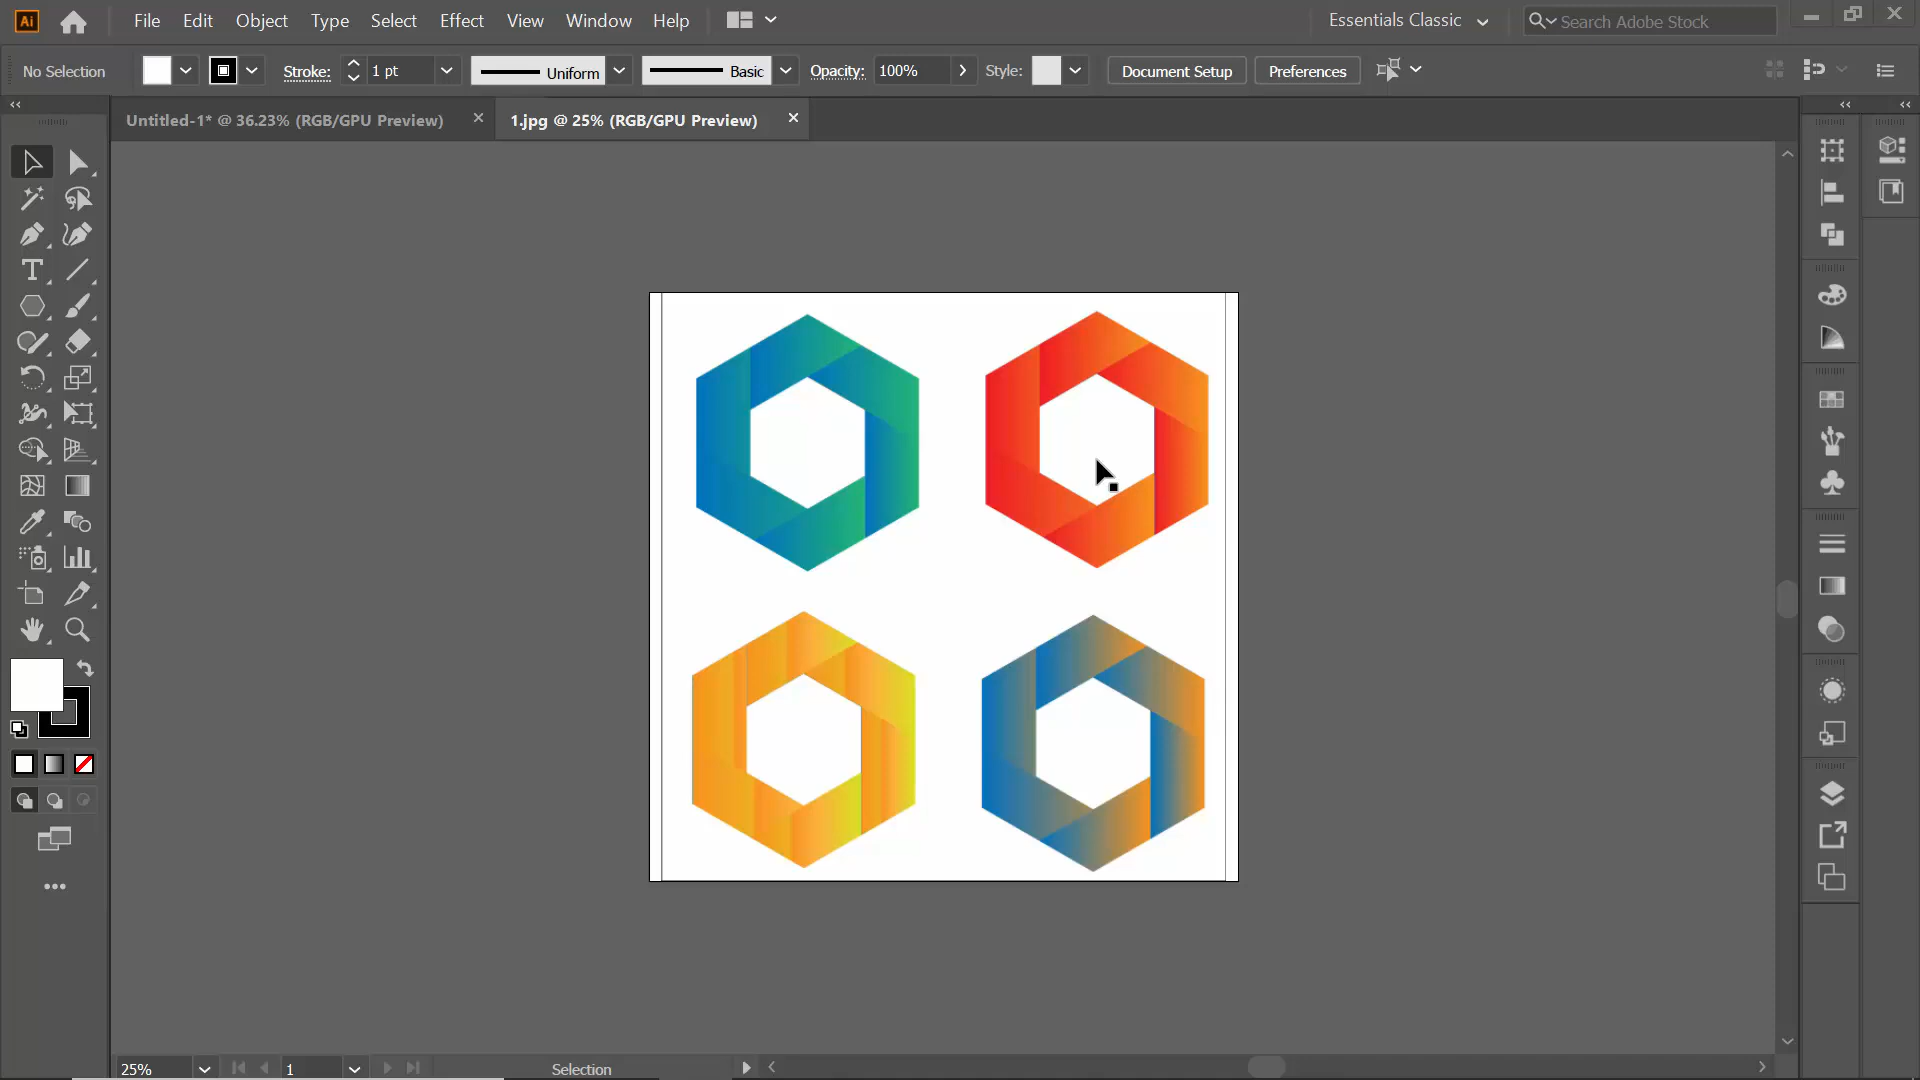 Ai File Edit Object Type Select Effect View Window Help Essentials Classic Search Adobe Stock
No Selection Stroke: 1 pt Uniform Basic Opacity: 100% Style: Document Setup Preferences
Untitled-1* @ 36.23% (RGB/GPU Preview) 1.jpg @ 25% (RGB/GPU Preview)
T
25% 1 Selection